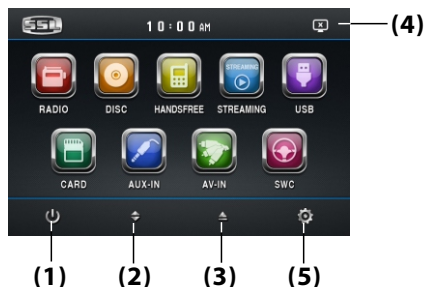 SSL 10:00 AM (4)
STREAMING
RADIO DISC HANDSFREE STREAMING USB
CARD AUX-IN AV-IN SWC
(1) (2) (3) (5)